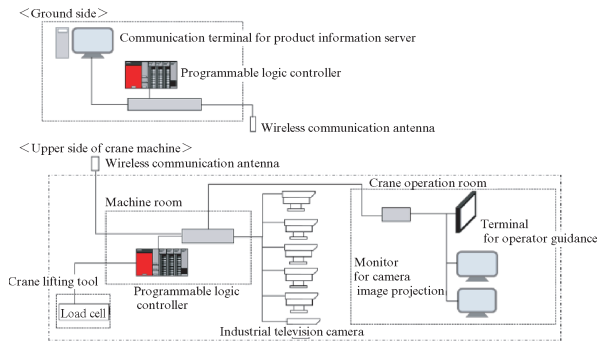 <Ground side>
Communication terminal for product information server
Programmable logic controller
Wireless communication antenna
<Upper side of crane machine>
Wireless communication antenna
Crane operation room
Machine room
Terminal
for operator guidance
Monitor
for camera
image projection
Crane lifting tool
Programmable logic
controller
Load cell
Industrial television camera